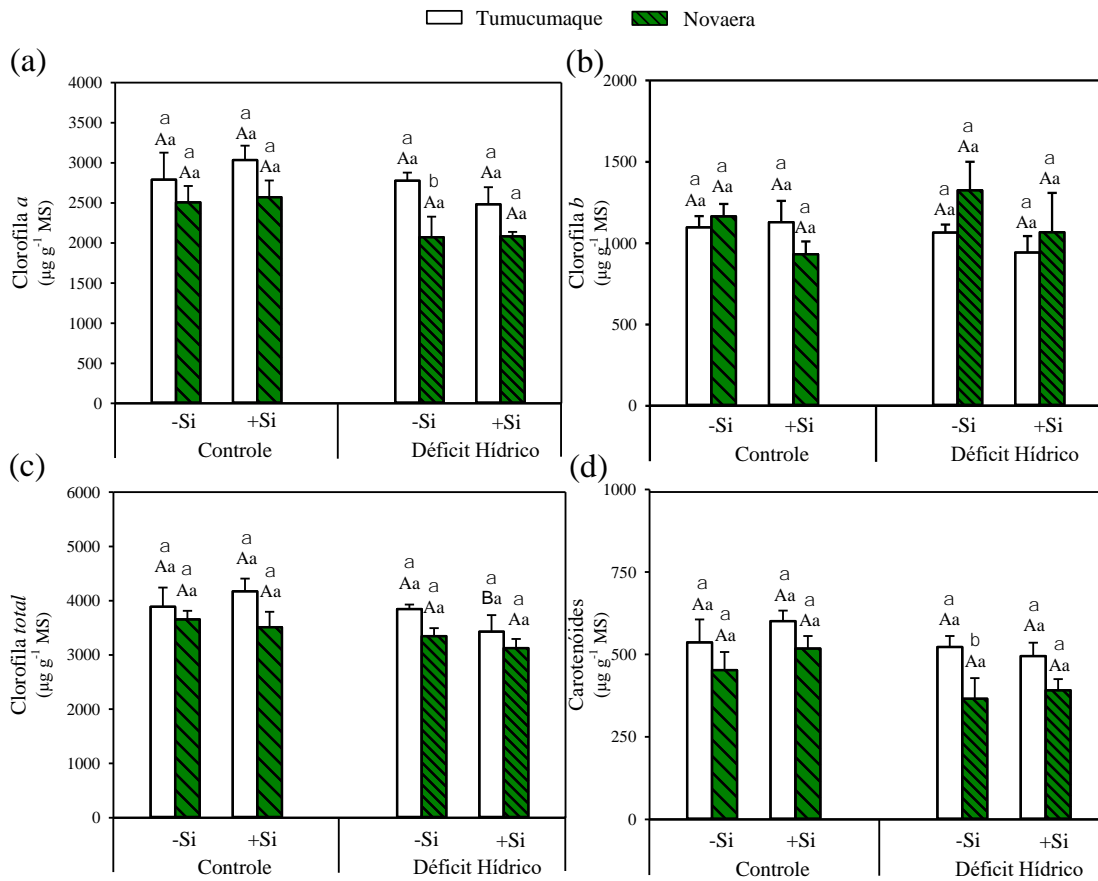 Tumucumaque Novaera
(a)
Clorofila a
(µg g-1 MS)
4000
3500
3000
2500
2000
1500
1000
500
0
a a a a a b a a
Aa Aa Aa Aa Aa Aa Aa Aa
-Si +Si -Si +Si
Controle Déficit Hídrico
(b)
Clorofila b
(µg g-1 MS)
2000
1500
1000
500
0
a a a a a a a a
Aa Aa Aa Aa Aa Aa Aa Aa
-Si +Si -Si +Si
Controle Déficit Hídrico
(c)
Clorofila total
(µg g-1 MS)
6000
5000
4000
3000
2000
1000
0
a a a a a a a a
Aa Aa Aa Aa Aa Aa Ba Aa
-Si +Si -Si +Si
Controle Déficit Hídrico
(d)
Carotenóides
(µg g-1 MS)
1000
750
500
250
0
a a a a a b a a
Aa Aa Aa Aa Aa Aa Aa Aa
-Si +Si -Si +Si
Controle Déficit Hídrico